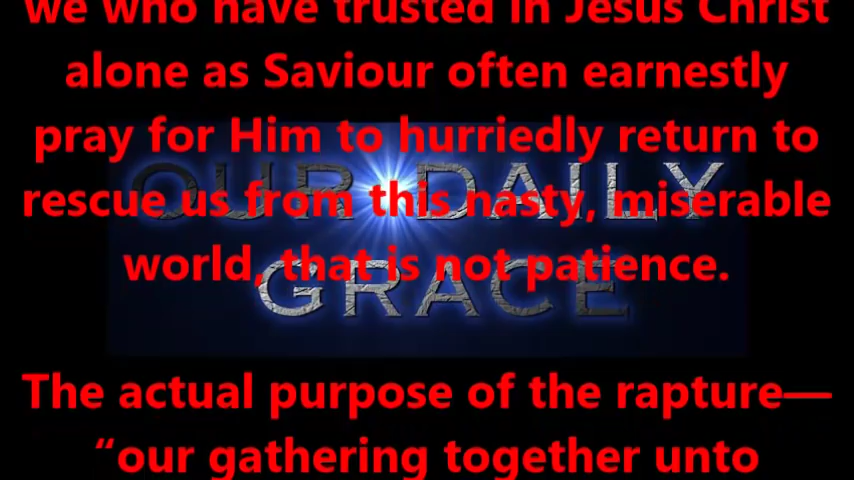 we who have trusted in Jesus Christ
alone as Saviour often earnestly
pray for Him to hurriedly return to
OUR DAILY
rescue us from this nasty, miserable
world, that is not patience.
GRACE
The actual purpose of the rapture—
“our gathering together unto